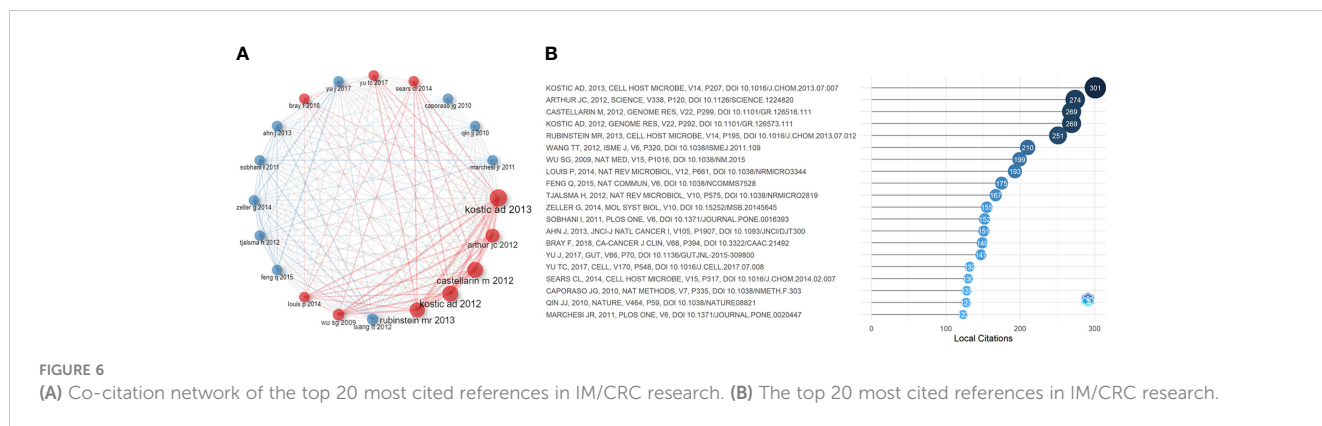 A
B
yu tc 2017
yu j 2017
sears cl 2014
bray f 2018
caporaso jg 2010
ahn j 2013
qin jj 2010
sobhani i 2011
marchesi jr 2011
zeller g 2014
kostic ad 2013
tjalsma h 2012
arthur jc 2012
feng q 2015
castellarin m 2012
louis p 2014
kostic ad 2012
wu sg 2009
rubinstein mr 2013
wang tt 2012
KOSTIC AD, 2013, CELL HOST MICROBE, V14, P207, DOI 10.1016/J.CHOM.2013.07.007 301
ARTHUR JC, 2012, SCIENCE, V338, P120, DOI 10.1126/SCIENCE.1224820 274
CASTELLARIN M, 2012, GENOME RES, V22, P299, DOI 10.1101/GR.126516.111 269
KOSTIC AD, 2012, GENOME RES, V22, P292, DOI 10.1101/GR.126573.111 269
RUBINSTEIN MR, 2013, CELL HOST MICROBE, V14, P195, DOI 10.1016/J.CHOM.2013.07.012 251
WANG TT, 2012, ISME J, V6, P320, DOI 10.1038/ISMEJ.2011.109 210
WU SG, 2009, NAT MED, V15, P1016, DOI 10.1038/NM.2015 199
LOUIS P, 2014, NAT REV MICROBIOL, V12, P661, DOI 10.1038/NRMICRO3344 193
FENG Q, 2015, NAT COMMUN, V6, DOI 10.1038/NCOMMS7528 175
TJALSMA H, 2012, NAT REV MICROBIOL, V10, P575, DOI 10.1038/NRMICRO2819 167
ZELLER G, 2014, MOL SYST BIOL, V10, DOI 10.15252/MSB.20145645 155
SOBHANI I, 2011, PLOS ONE, V6, DOI 10.1371/JOURNAL.PONE.0016393 152
AHN J, 2013, JNCI-J NATL CANCER I, V105, P1907, DOI 10.1093/JNCI/DJT300 151
BRAY F, 2018, CA-CANCER J CLIN, V68, P394, DOI 10.3322/CAAC.21492 149
YU J, 2017, GUT, V66, P70, DOI 10.1136/GUTJNL-2015-309800 147
YU TC, 2017, CELL, V170, P548, DOI 10.1016/J.CELL.2017.07.008
SEARS CL, 2014, CELL HOST MICROBE, V15, P317, DOI 10.1016/J.CHOM.2014.02.007
CAPORASO JG, 2010, NAT METHODS, V7, P335, DOI 10.1038/NMETH.F.303
QIN JJ, 2010, NATURE, V464, P59, DOI 10.1038/NATURE08821
MARCHESI JR, 2011, PLOS ONE, V6, DOI 10.1371/JOURNAL.PONE.0020447
0 100 200 300
Local Citations
FIGURE 6
(A) Co-citation network of the top 20 most cited references in IM/CRC research. (B) The top 20 most cited references in IM/CRC research.